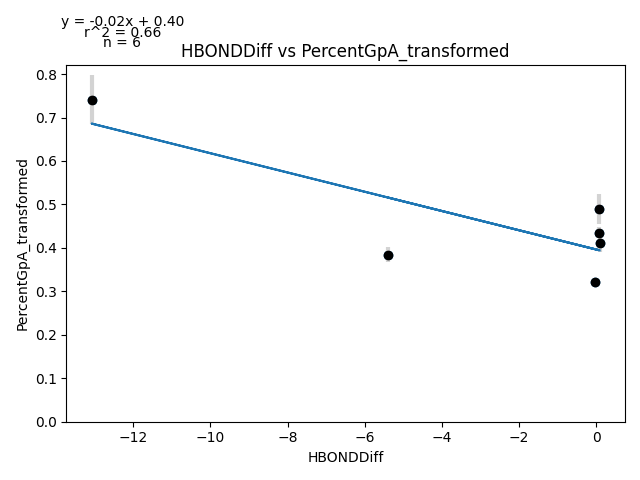 y = -0.02x + 0.40
r^2 = 0.66
n = 6
HBONDDiff vs PercentGpA_transformed
PercentGpA_transformed
0.8
0.7
0.6
0.5
0.4
0.3
0.2
0.1
0.0
−12 −10 −8 −6 −4 −2 0
HBONDDiff